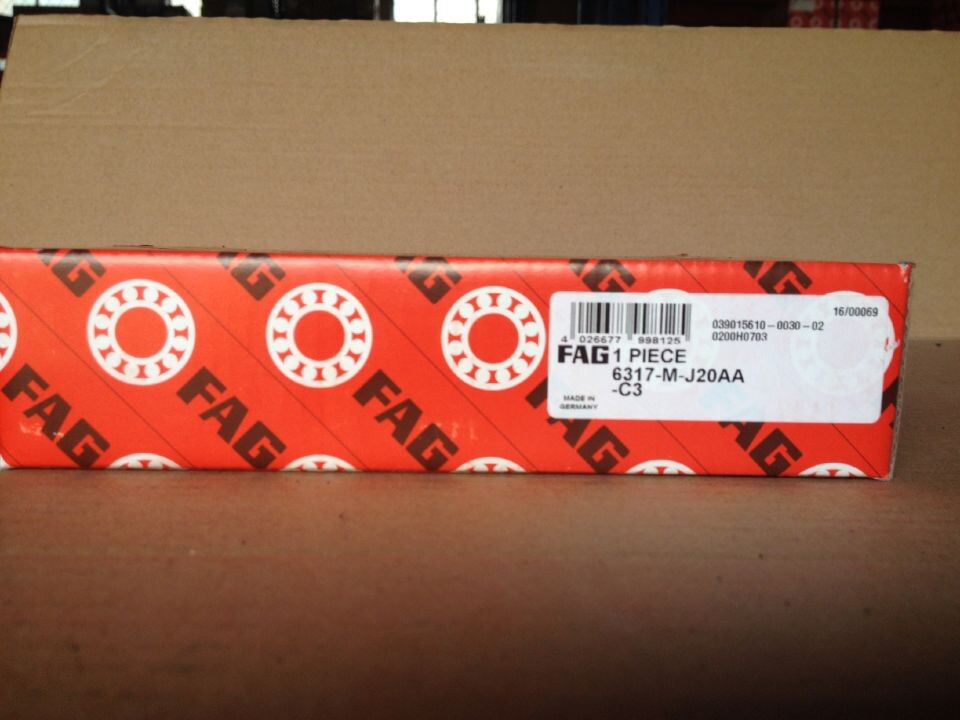 FAG FAG FAG FAG
4 026677 998125
039015610-0030-02
0200H0703
16/00069
FAG 1 PIECE
6317-M-J20AA
-C3
MADE IN
GERMANY
FAG FAG FAG FAG FAG